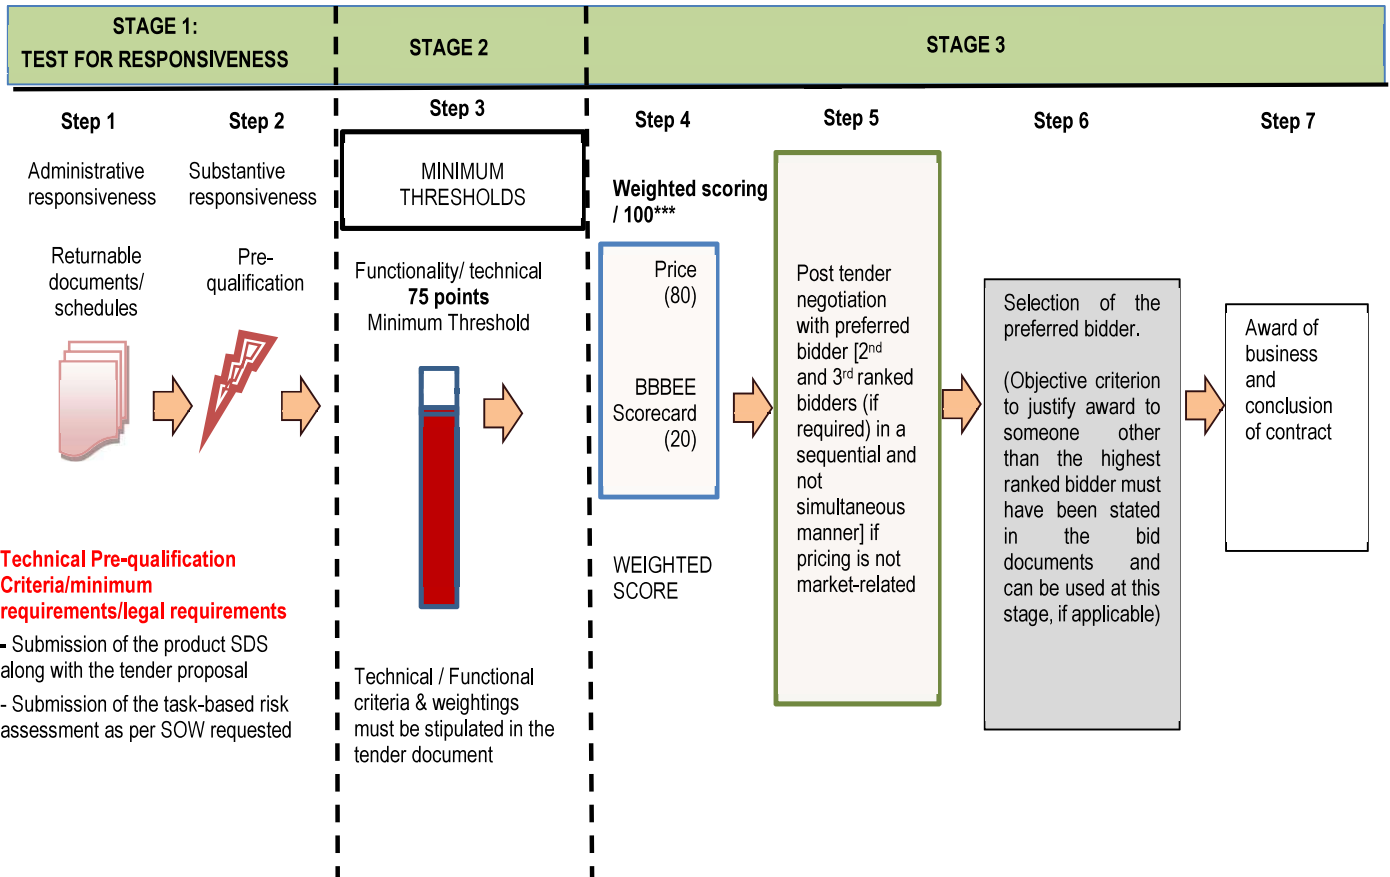 STAGE 1:
TEST FOR RESPONSIVENESS
STAGE 2
STAGE 3
Step 1
Administrative
responsiveness
Returnable
documents/
schedules
Step 2
Substantive
responsiveness
Pre-
qualification
Technical Pre-qualification
Criteria/minimum
requirements/legal requirements
- Submission of the product SDS
along with the tender proposal
- Submission of the task-based risk
assessment as per SOW requested
Step 3
MINIMUM
THRESHOLDS
Functionality/ technical
75 points
Minimum Threshold
Technical / Functional
criteria & weightings
must be stipulated in the
tender document
Step 4
Weighted scoring
/ 100***
Price
(80)
BBBEE
Scorecard
(20)
WEIGHTED
SCORE
Step 5
Post tender
negotiation
with preferred
bidder [2nd
and 3rd ranked
bidders (if
required) in a
sequential and
not
simultaneous
manner] if
pricing is not
market-related
Step 6
Selection of the
preferred bidder.
(Objective criterion
to justify award to
someone other
than the highest
ranked bidder must
have been stated
in the bid
documents and
can be used at this
stage, if applicable)
Step 7
Award of
business
and
conclusion
of contract